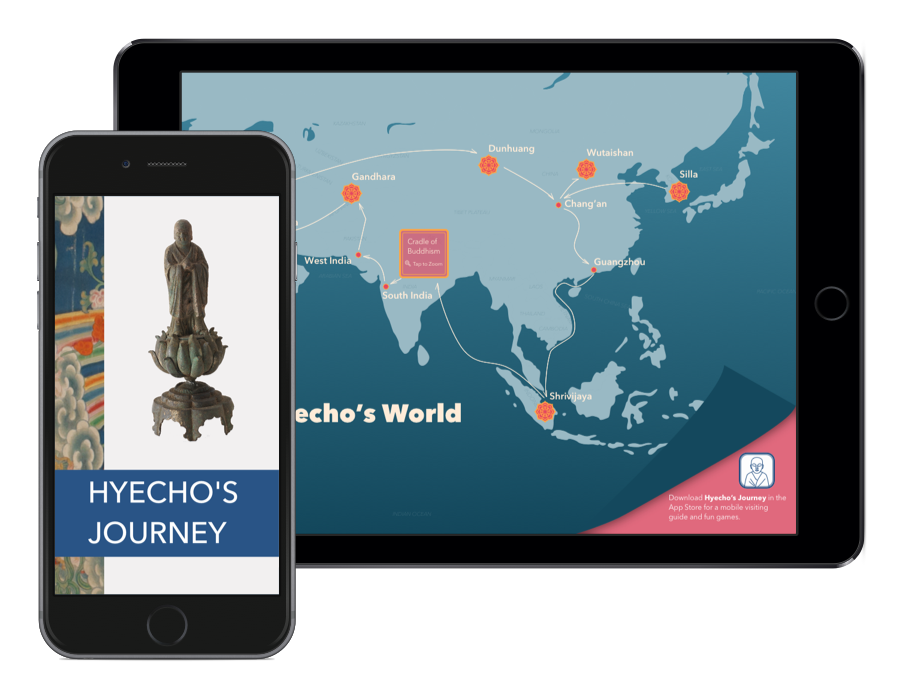 HYECHO'S
JOURNEY
Dunhuang
Wutaishan
Gandhara
Silla
Chang'an
Cradle of
Buddhism
Tap to Zoom
West India
Guangzhou
South India
Shrivijaya
echo's World
Download Hyecho's Journey in the
App Store for a mobile visiting
guide and fun games.